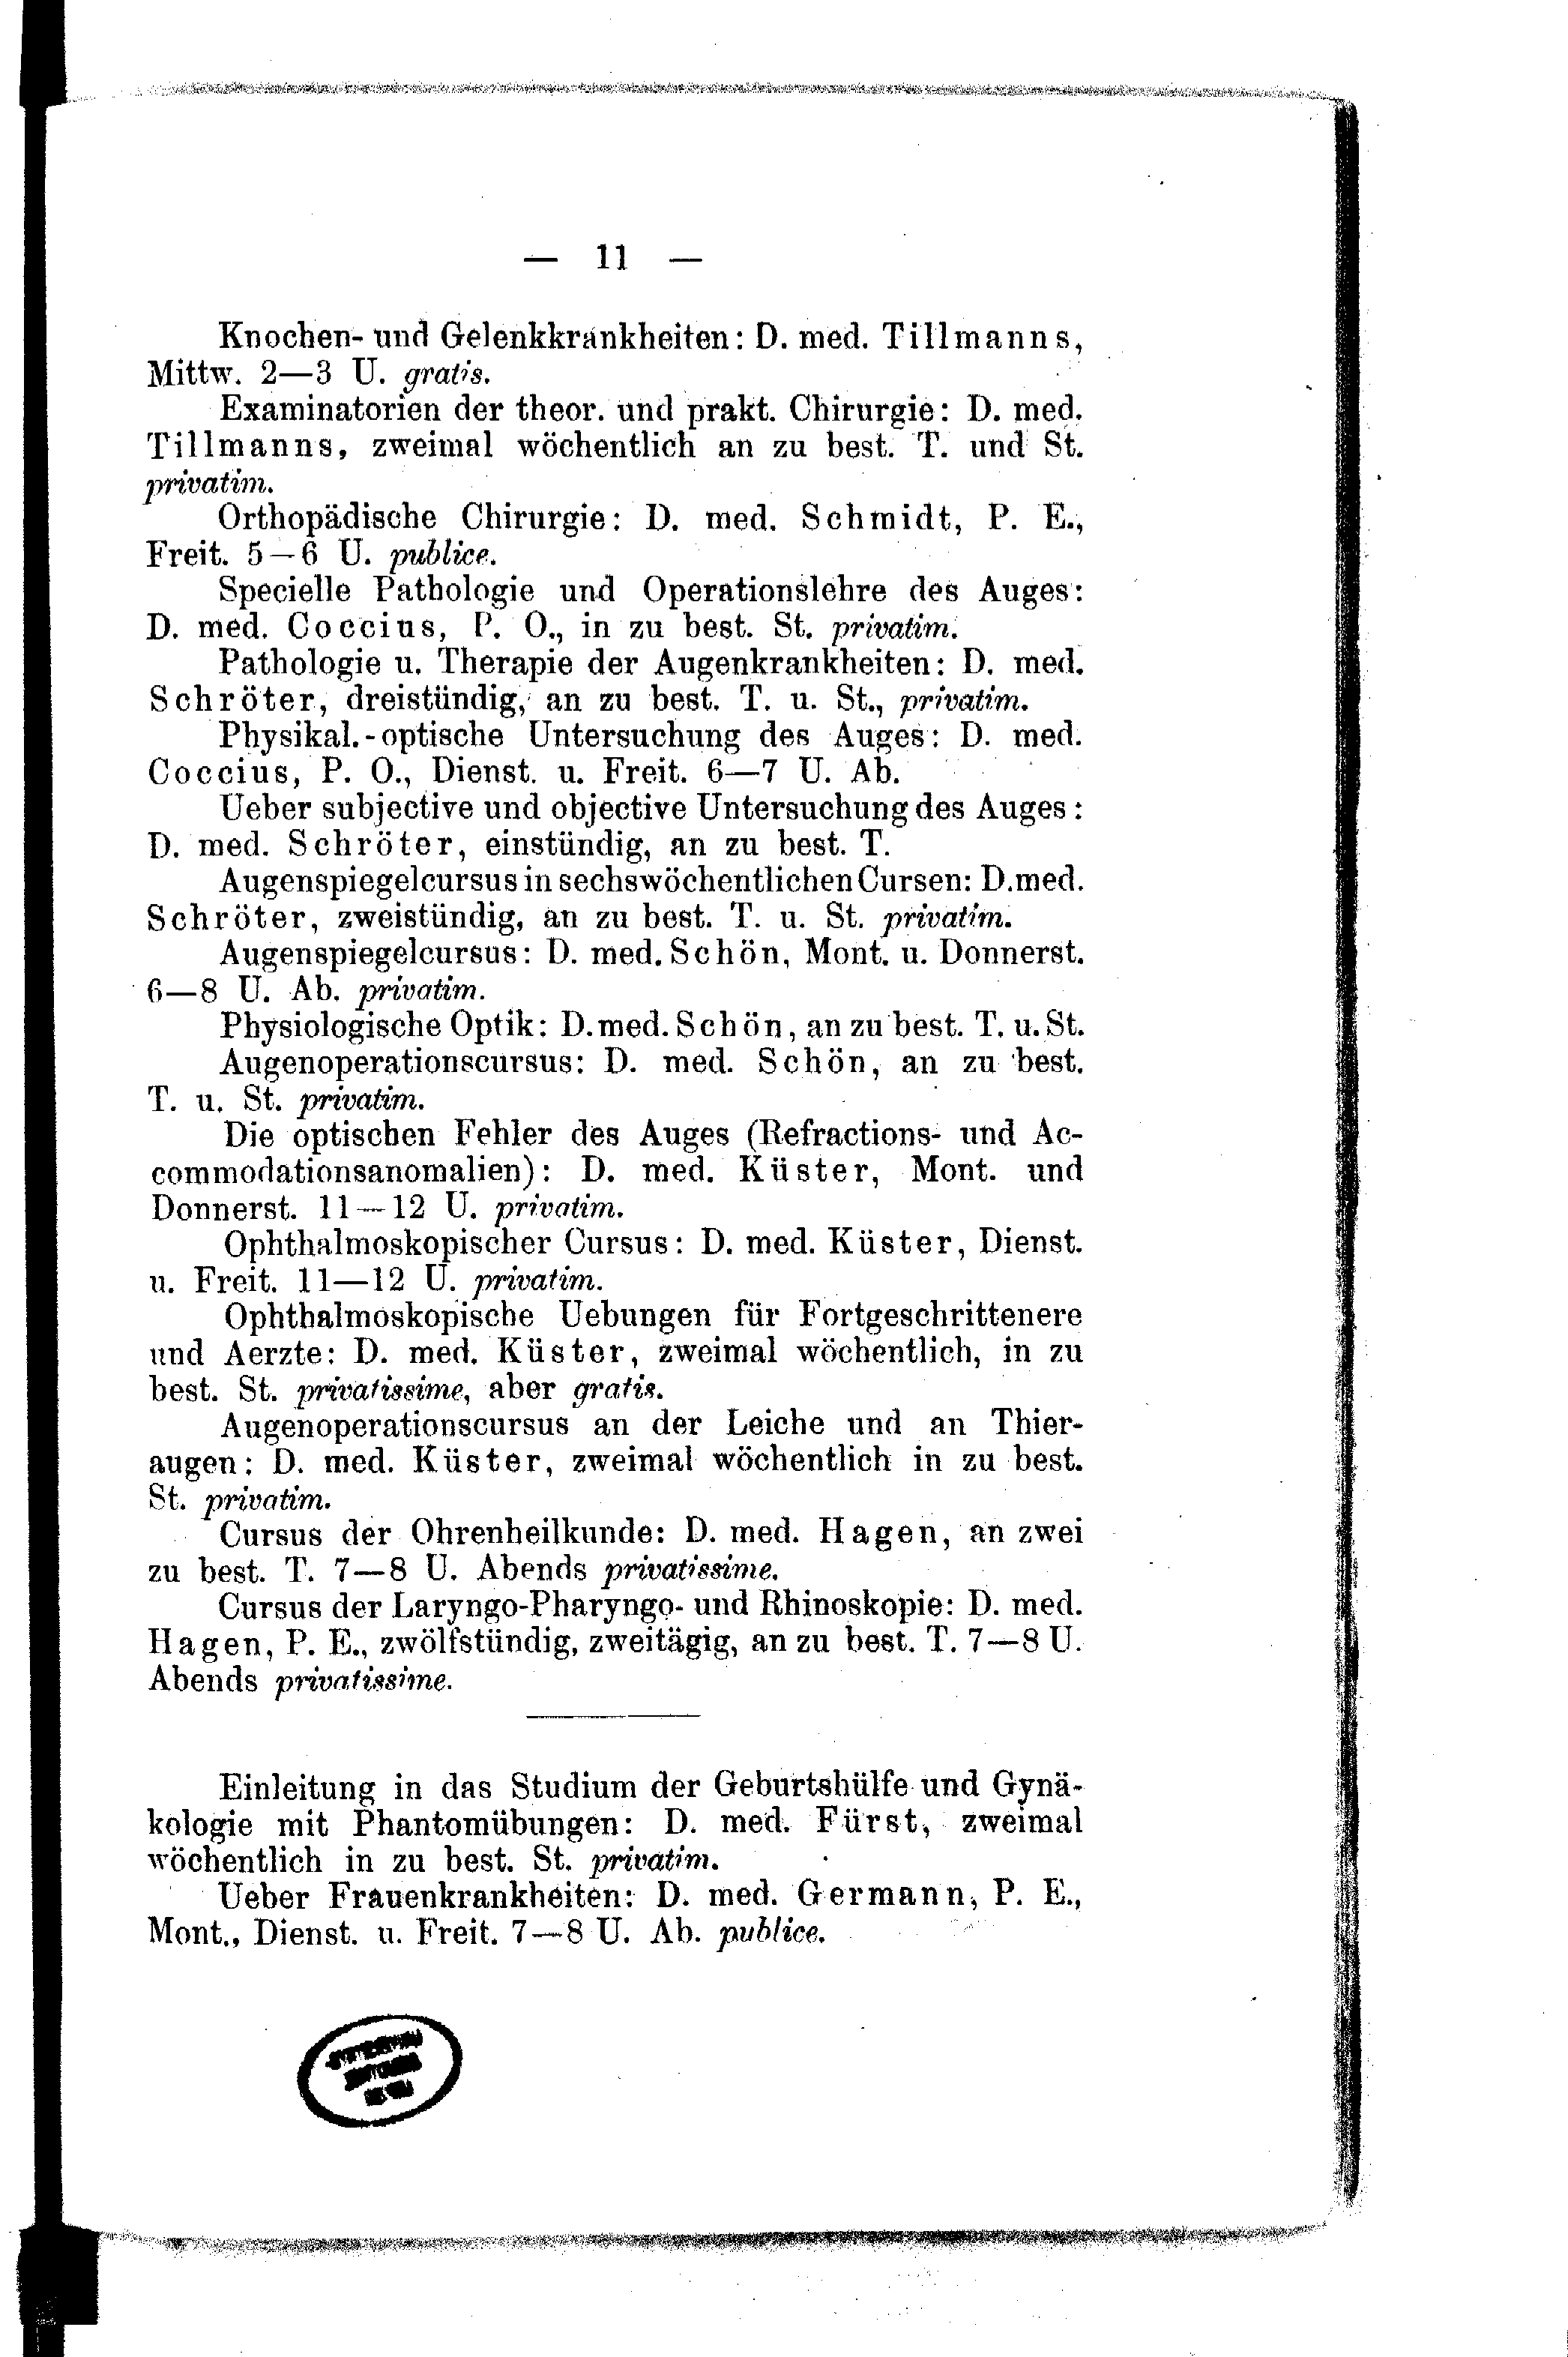 — 11 —
Knochen- und Gelenkkrankheiten: D. med. Tillmanns,
Mittw. 2—3 U. gratis.
Examinatorien der theor. und prakt. Chirurgie: D. med.
Tillmanns, zweimal wöchentlich an zu best. T. und St.
privatim.
Orthopädische Chirurgie: D. med. Schmidt, P. E.,
Freit. 5—6 U. publice.
Specielle Pathologie und Operationslehre des Auges:
D. med. Coccius, P. O., in zu best. St. privatim.
Pathologie u. Therapie der Augenkrankheiten: D. med.
Schröter, dreistündig, an zu best. T. u. St., privatim.
Physikal.-optische Untersuchung des Auges: D. med.
Coccius, P. O., Dienst. u. Freit. 6—7 U. Ab.
Ueber subjective und objective Untersuchung des Auges:
D. med. Schröter, einstündig, an zu best. T.
Augenspiegelcursus in sechswöchentlichen Cursen: D. med.
Schröter, zweistündig, an zu best. T. u. St. privatim.
Augenspiegelcursus: D. med. Schön, Mont. u. Donnerst.
6—8 U. Ab. privatim.
Physiologische Optik: D. med. Schön, an zu best. T. u. St.
Augenoperationscursus: D. med. Schön, an zu best.
T. u. St. privatim.
Die optischen Fehler des Auges (Refractions- und Ac-
commodationsanomalien): D. med. Küster, Mont. und
Donnerst. 11—12 U. privatim.
Ophthalmoskopischer Cursus: D. med. Küster, Dienst.
u. Freit. 11—12 U. privatim.
Ophthalmoskopische Uebungen für Fortgeschrittenere
und Aerzte: D. med. Küster, zweimal wöchentlich, in zu
best. St. privatissime, aber gratis.
Augenoperationscursus an der Leiche und an Thier-
augen: D. med. Küster, zweimal wöchentlich in zu best.
St. privatim.
Cursus der Ohrenheilkunde: D. med. Hagen, an zwei
zu best. T. 7—8 U. Abends privatissime.
Cursus der Laryngo-Pharyngo- und Rhinoskopie: D. med.
Hagen, P. E., zwölfstündig, zweitägig, an zu best. T. 7—8 U.
Abends privatissime.
Einleitung in das Studium der Geburtshülfe und Gynä-
kologie mit Phantomübungen: D. med. Fürst, zweimal
wöchentlich in zu best. St. privatim.
Ueber Frauenkrankheiten: D. med. Germann, P. E.,
Mont., Dienst. u. Freit. 7—8 U. Ab. publice.